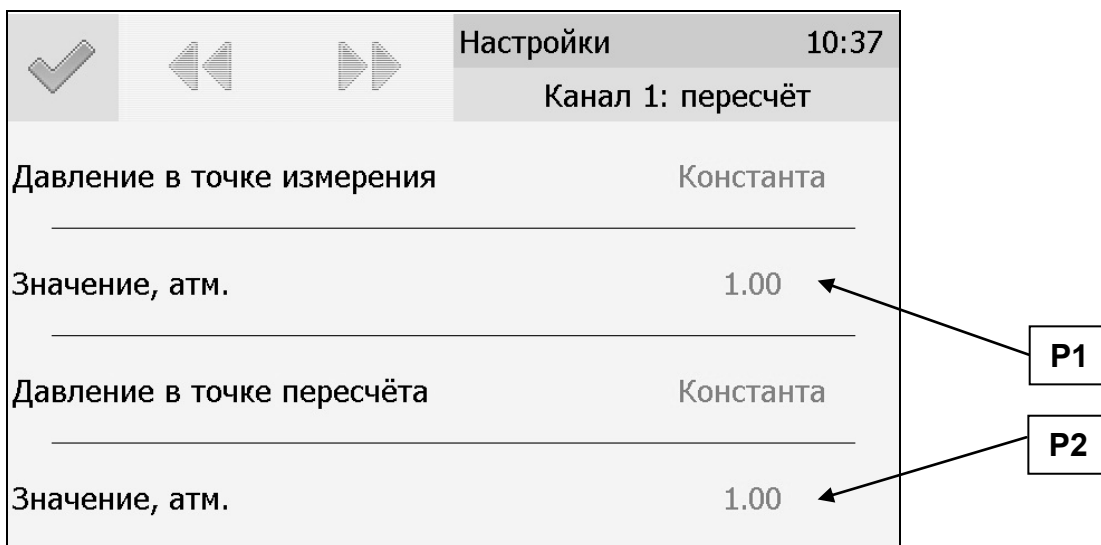 Настройки 10:37
Канал 1: пересчёт
Давление в точке измерения Константа
Значение, атм. 1.00
P1
Давление в точке пересчёта Константа
P2
Значение, атм. 1.00